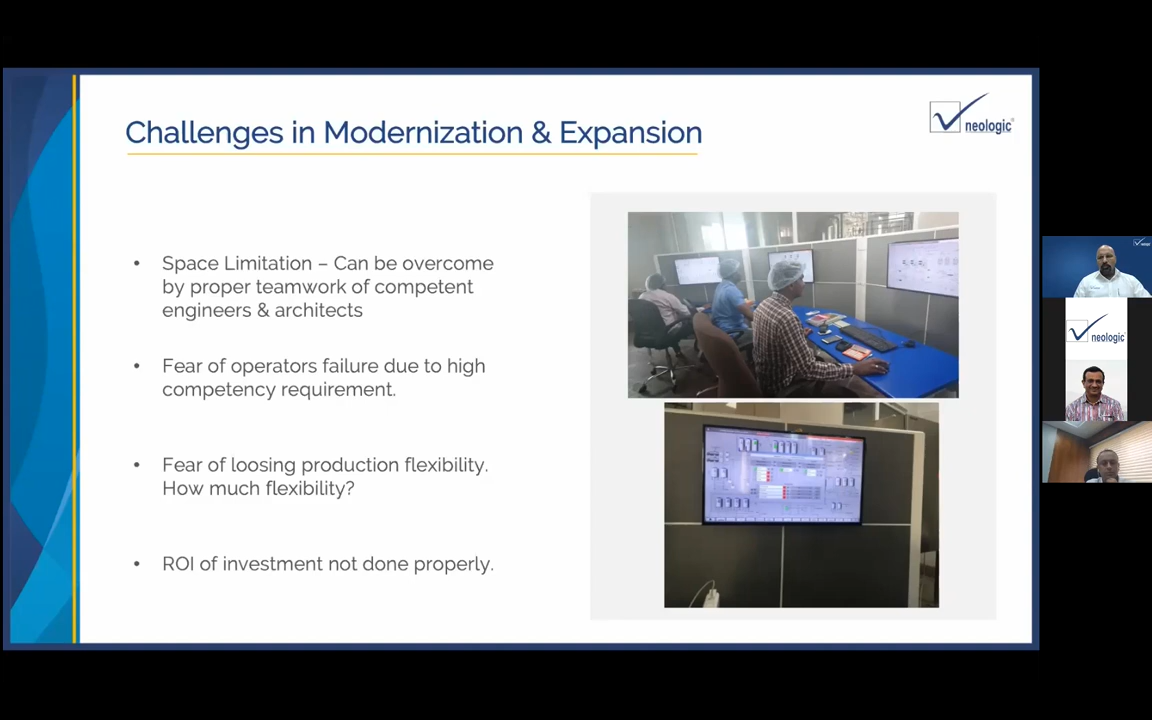 Challenges in Modernization & Expansion
neologic
• Space Limitation – Can be overcome
by proper teamwork of competent
engineers & architects
• Fear of operators failure due to high
competency requirement.
• Fear of loosing production flexibility.
How much flexibility?
• ROI of investment not done properly.
neologic